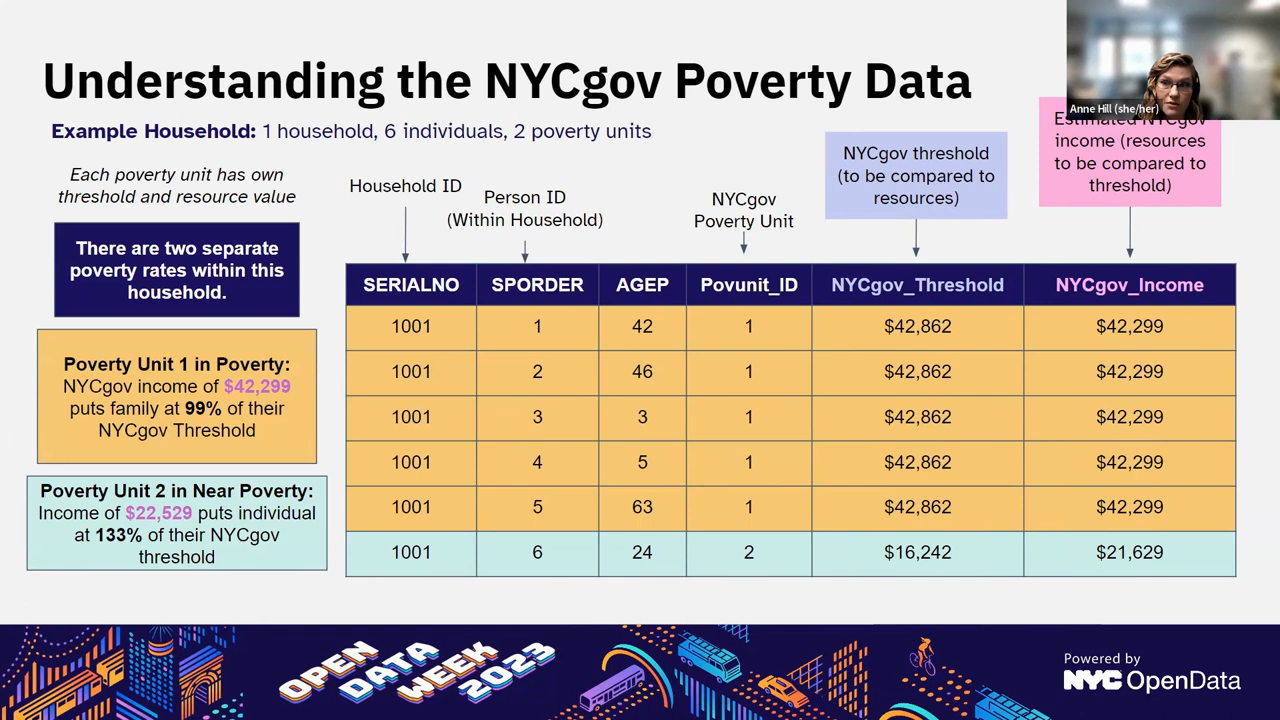 Understanding the NYCgov Poverty Data
Anne Hill (she/her)
Example Household: 1 household, 6 individuals, 2 poverty units
Each poverty unit has own
threshold and resource value
There are two separate
poverty rates within this
household.
Poverty Unit 1 in Poverty:
NYCgov income of $42,299
puts family at 99% of their
NYCgov Threshold
Poverty Unit 2 in Near Poverty:
Income of $22,529 puts individual
at 133% of their NYCgov
threshold
Household ID
Person ID
(Within Household)
NYCgov
Poverty Unit
NYCgov threshold
(to be compared to
resources)
Estimated NYCgov
income (resources
to be compared to
threshold)
SERIALNO SPORDER AGEP Povunit_ID NYCgov_Threshold NYCgov_Income
1001 1 42 1 $42,862 $42,299
1001 2 46 1 $42,862 $42,299
1001 3 3 1 $42,862 $42,299
1001 4 5 1 $42,862 $42,299
1001 5 63 1 $42,862 $42,299
1001 6 24 2 $16,242 $21,629
OPEN
DATA
WEEK
2023
Powered by
NYC OpenData